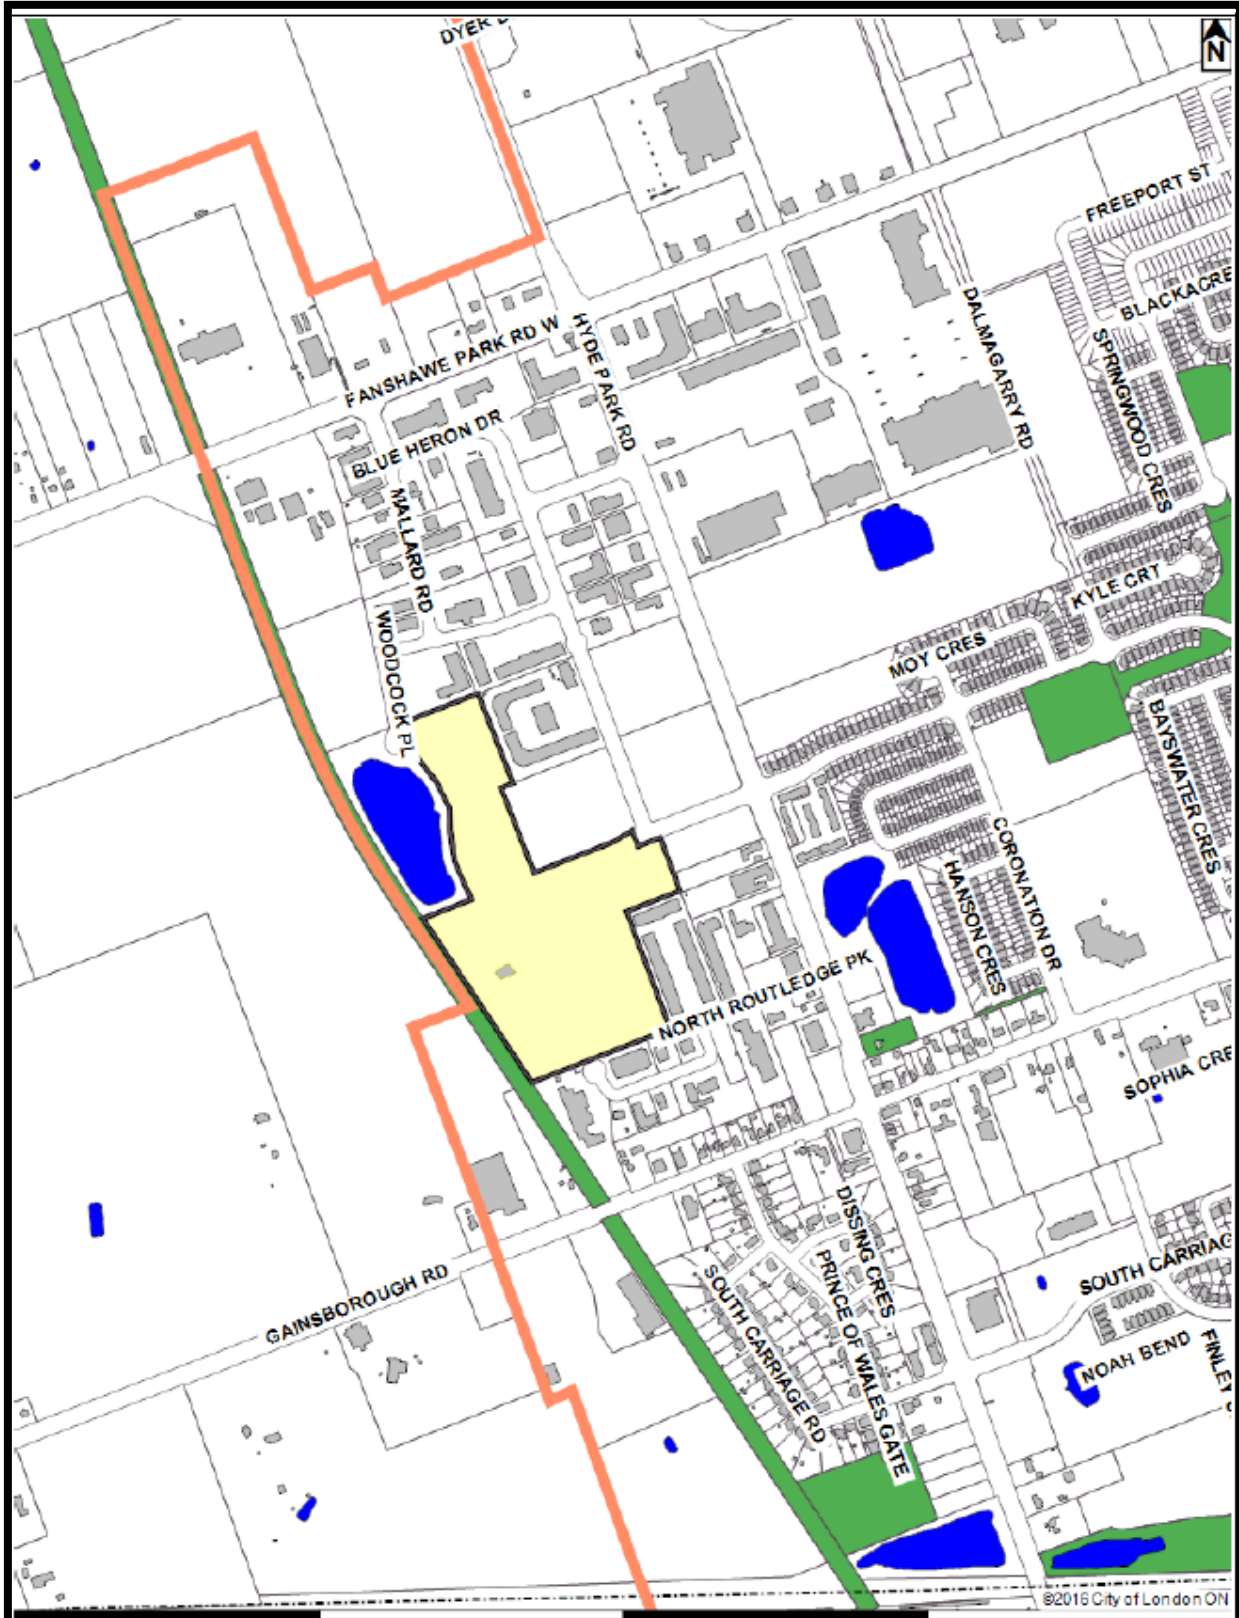 DYER
N
FREEPORT ST
BLACKACRE
DALMAGARRY RD
SPRINGWOOD CRES
HYDE PARK RD
FANSHAWE PARK RD W
BLUE HERON DR
MALLARD RD
KYLE CRT
WOODCOCK PL
MOY CRES
BAYSWATER CRES
CORONATION DR
HANSON CRES
NORTH ROUTLEDGE PK
SOPHIA CRE
DISSING CRES
SOUTH CARRIAG
GAINSBOROUGH RD
SOUTH CARRIAGE RD
PRINCE OF WALES GATE
NOAH BEND
FINLEY
©2016 City of London ON